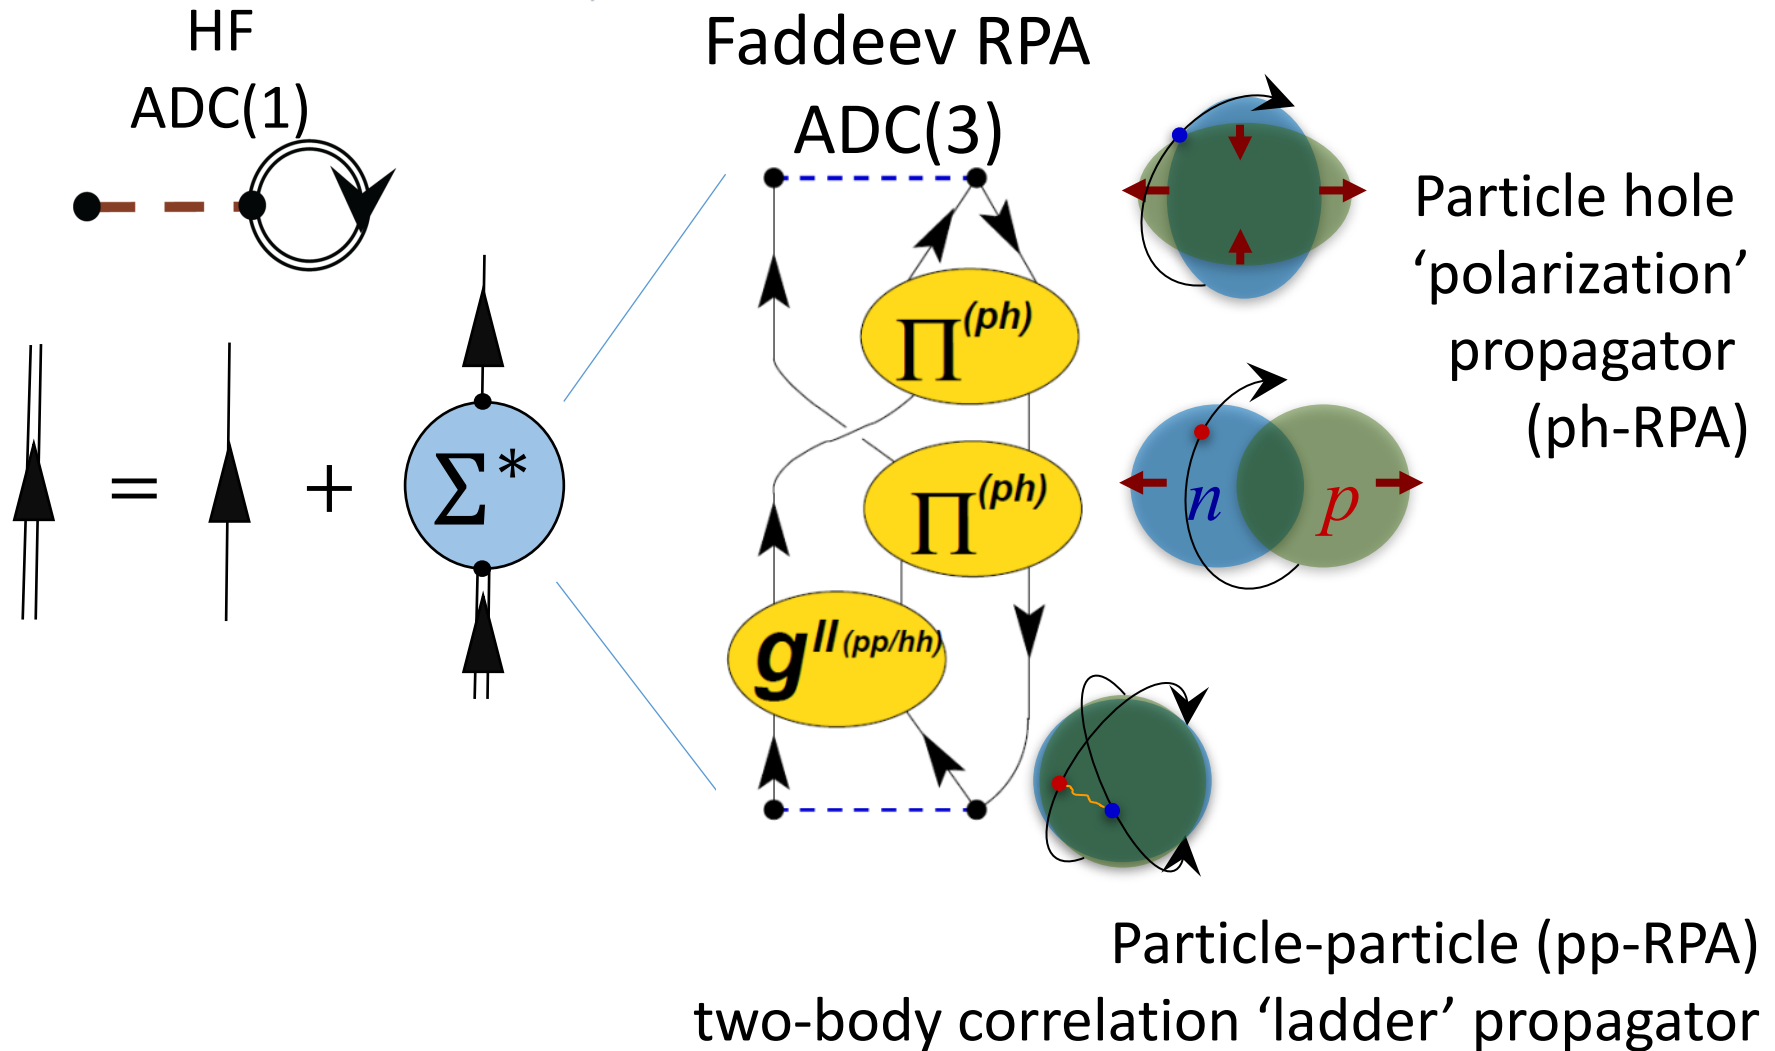 HF
ADC(1)
Faddeev RPA
ADC(3)
Particle hole
‘polarization’
propagator
(ph-RPA)
Π(ph)
= +
Σ*
Π(ph)
n p
gII (pp/hh)
Particle-particle (pp-RPA)
two-body correlation ‘ladder’ propagator